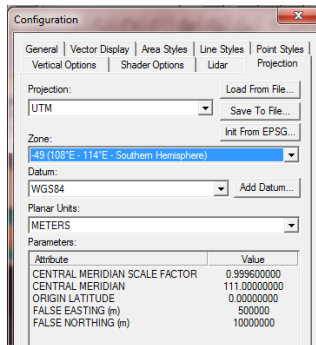 Configuration
General Vector Display Area Styles Line Styles Point Styles
Vertical Options Shader Options Lidar Projection
Projection:
UTM
Load From File...
Save To File...
Init From EPSG...
Zone:
-49 (108°E - 114°E - Southern Hemisphere)
Datum:
WGS84
Add Datum...
Planar Units:
METERS
Parameters:
Attribute Value
CENTRAL MERIDIAN SCALE FACTOR 0.999600000
CENTRAL MERIDIAN 111.00000000
ORIGIN LATITUDE 0.00000000
FALSE EASTING (m) 500000
FALSE NORTHING (m) 10000000